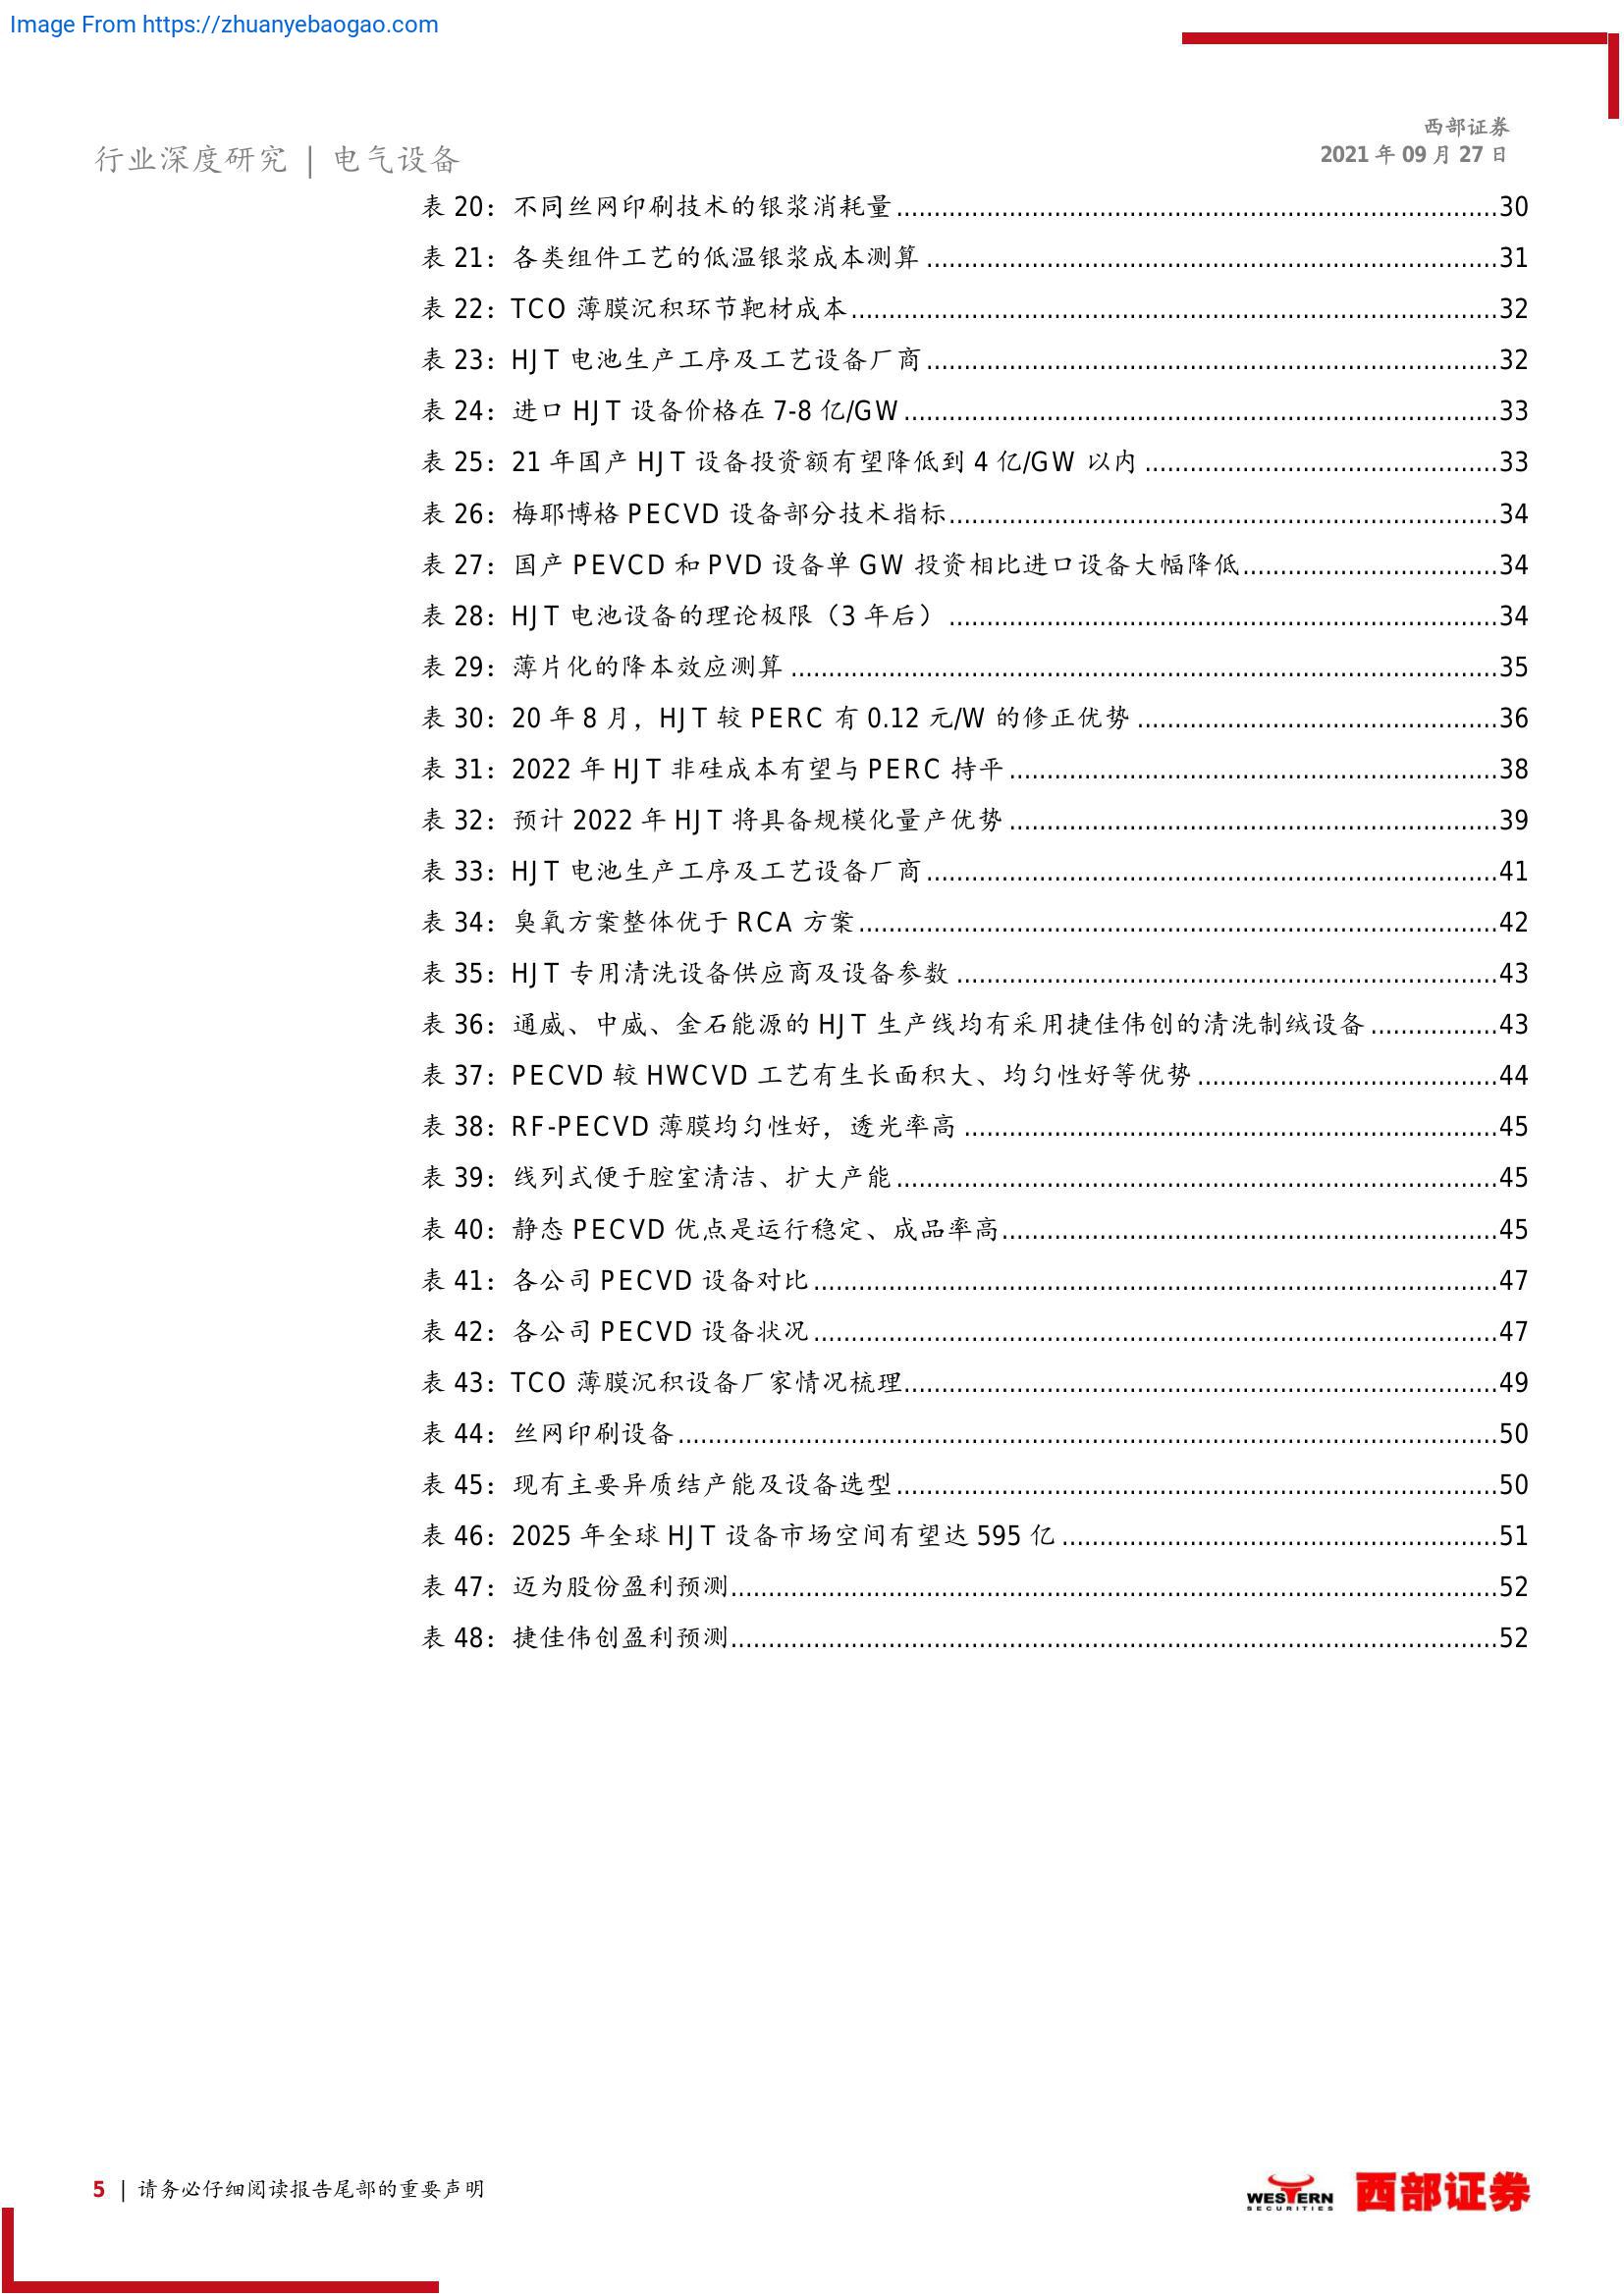 Image From https://zhuanyebaogao.com
西部证券
行业深度研究 | 电气设备
2021 年 09 月 27 日
表 20：不同丝网印刷技术的银浆消耗量................................................................................30
表 21：各类组件工艺的低温银浆成本测算............................................................................31
表 22：TCO 薄膜沉积环节靶材成本......................................................................................32
表 23：HJT 电池生产工序及工艺设备厂商............................................................................32
表 24：进口 HJT 设备价格在 7-8 亿/GW...............................................................................33
表 25：21 年国产 HJT 设备投资额有望降低到 4 亿/GW 以内...............................................33
表 26：梅耶博格 PECVD 设备部分技术指标.........................................................................34
表 27：国产 PEVCD 和 PVD 设备单 GW 投资相比进口设备大幅降低..................................34
表 28：HJT 电池设备的理论极限（3 年后）.........................................................................34
表 29：薄片化的降本效应测算..............................................................................................35
表 30：20 年 8 月，HJT 较 PERC 有 0.12 元/W 的修正优势................................................36
表 31：2022 年 HJT 非硅成本有望与 PERC 持平.................................................................38
表 32：预计 2022 年 HJT 将具备规模化量产优势.................................................................39
表 33：HJT 电池生产工序及工艺设备厂商............................................................................41
表 34：臭氧方案整体优于 RCA 方案.....................................................................................42
表 35：HJT 专用清洗设备供应商及设备参数........................................................................43
表 36：通威、中威、金石能源的 HJT 生产线均有采用捷佳伟创的清洗制绒设备.................43
表 37：PECVD 较 HWCVD 工艺有生长面积大、均匀性好等优势........................................44
表 38：RF-PECVD 薄膜均匀性好，透光率高.......................................................................45
表 39：线列式便于腔室清洁、扩大产能................................................................................45
表 40：静态 PECVD 优点是运行稳定、成品率高..................................................................45
表 41：各公司 PECVD 设备对比...........................................................................................47
表 42：各公司 PECVD 设备状况...........................................................................................47
表 43：TCO 薄膜沉积设备厂家情况梳理...............................................................................49
表 44：丝网印刷设备.............................................................................................................50
表 45：现有主要异质结产能及设备选型................................................................................50
表 46：2025 年全球 HJT 设备市场空间有望达 595 亿..........................................................51
表 47：迈为股份盈利预测......................................................................................................52
表 48：捷佳伟创盈利预测......................................................................................................52
5 | 请务必仔细阅读报告尾部的重要声明
WESTERN
SECURITIES
西部证券